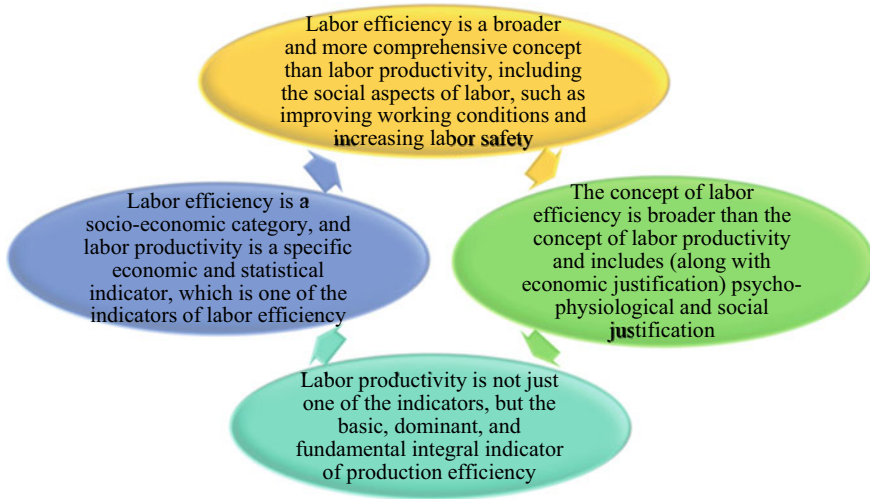 Labor efficiency is a broader
and more comprehensive concept
than labor productivity, including
the social aspects of labor, such as
improving working conditions and
increasing labor safety
Labor efficiency is a
socio-economic category, and
labor productivity is a specific
economic and statistical
indicator, which is one of the
indicators of labor efficiency
The concept of labor
efficiency is broader than the
concept of labor productivity
and includes (along with
economic justification) psycho-
physiological and social
justification
Labor productivity is not just
one of the indicators, but the
basic, dominant, and
fundamental integral indicator
of production efficiency